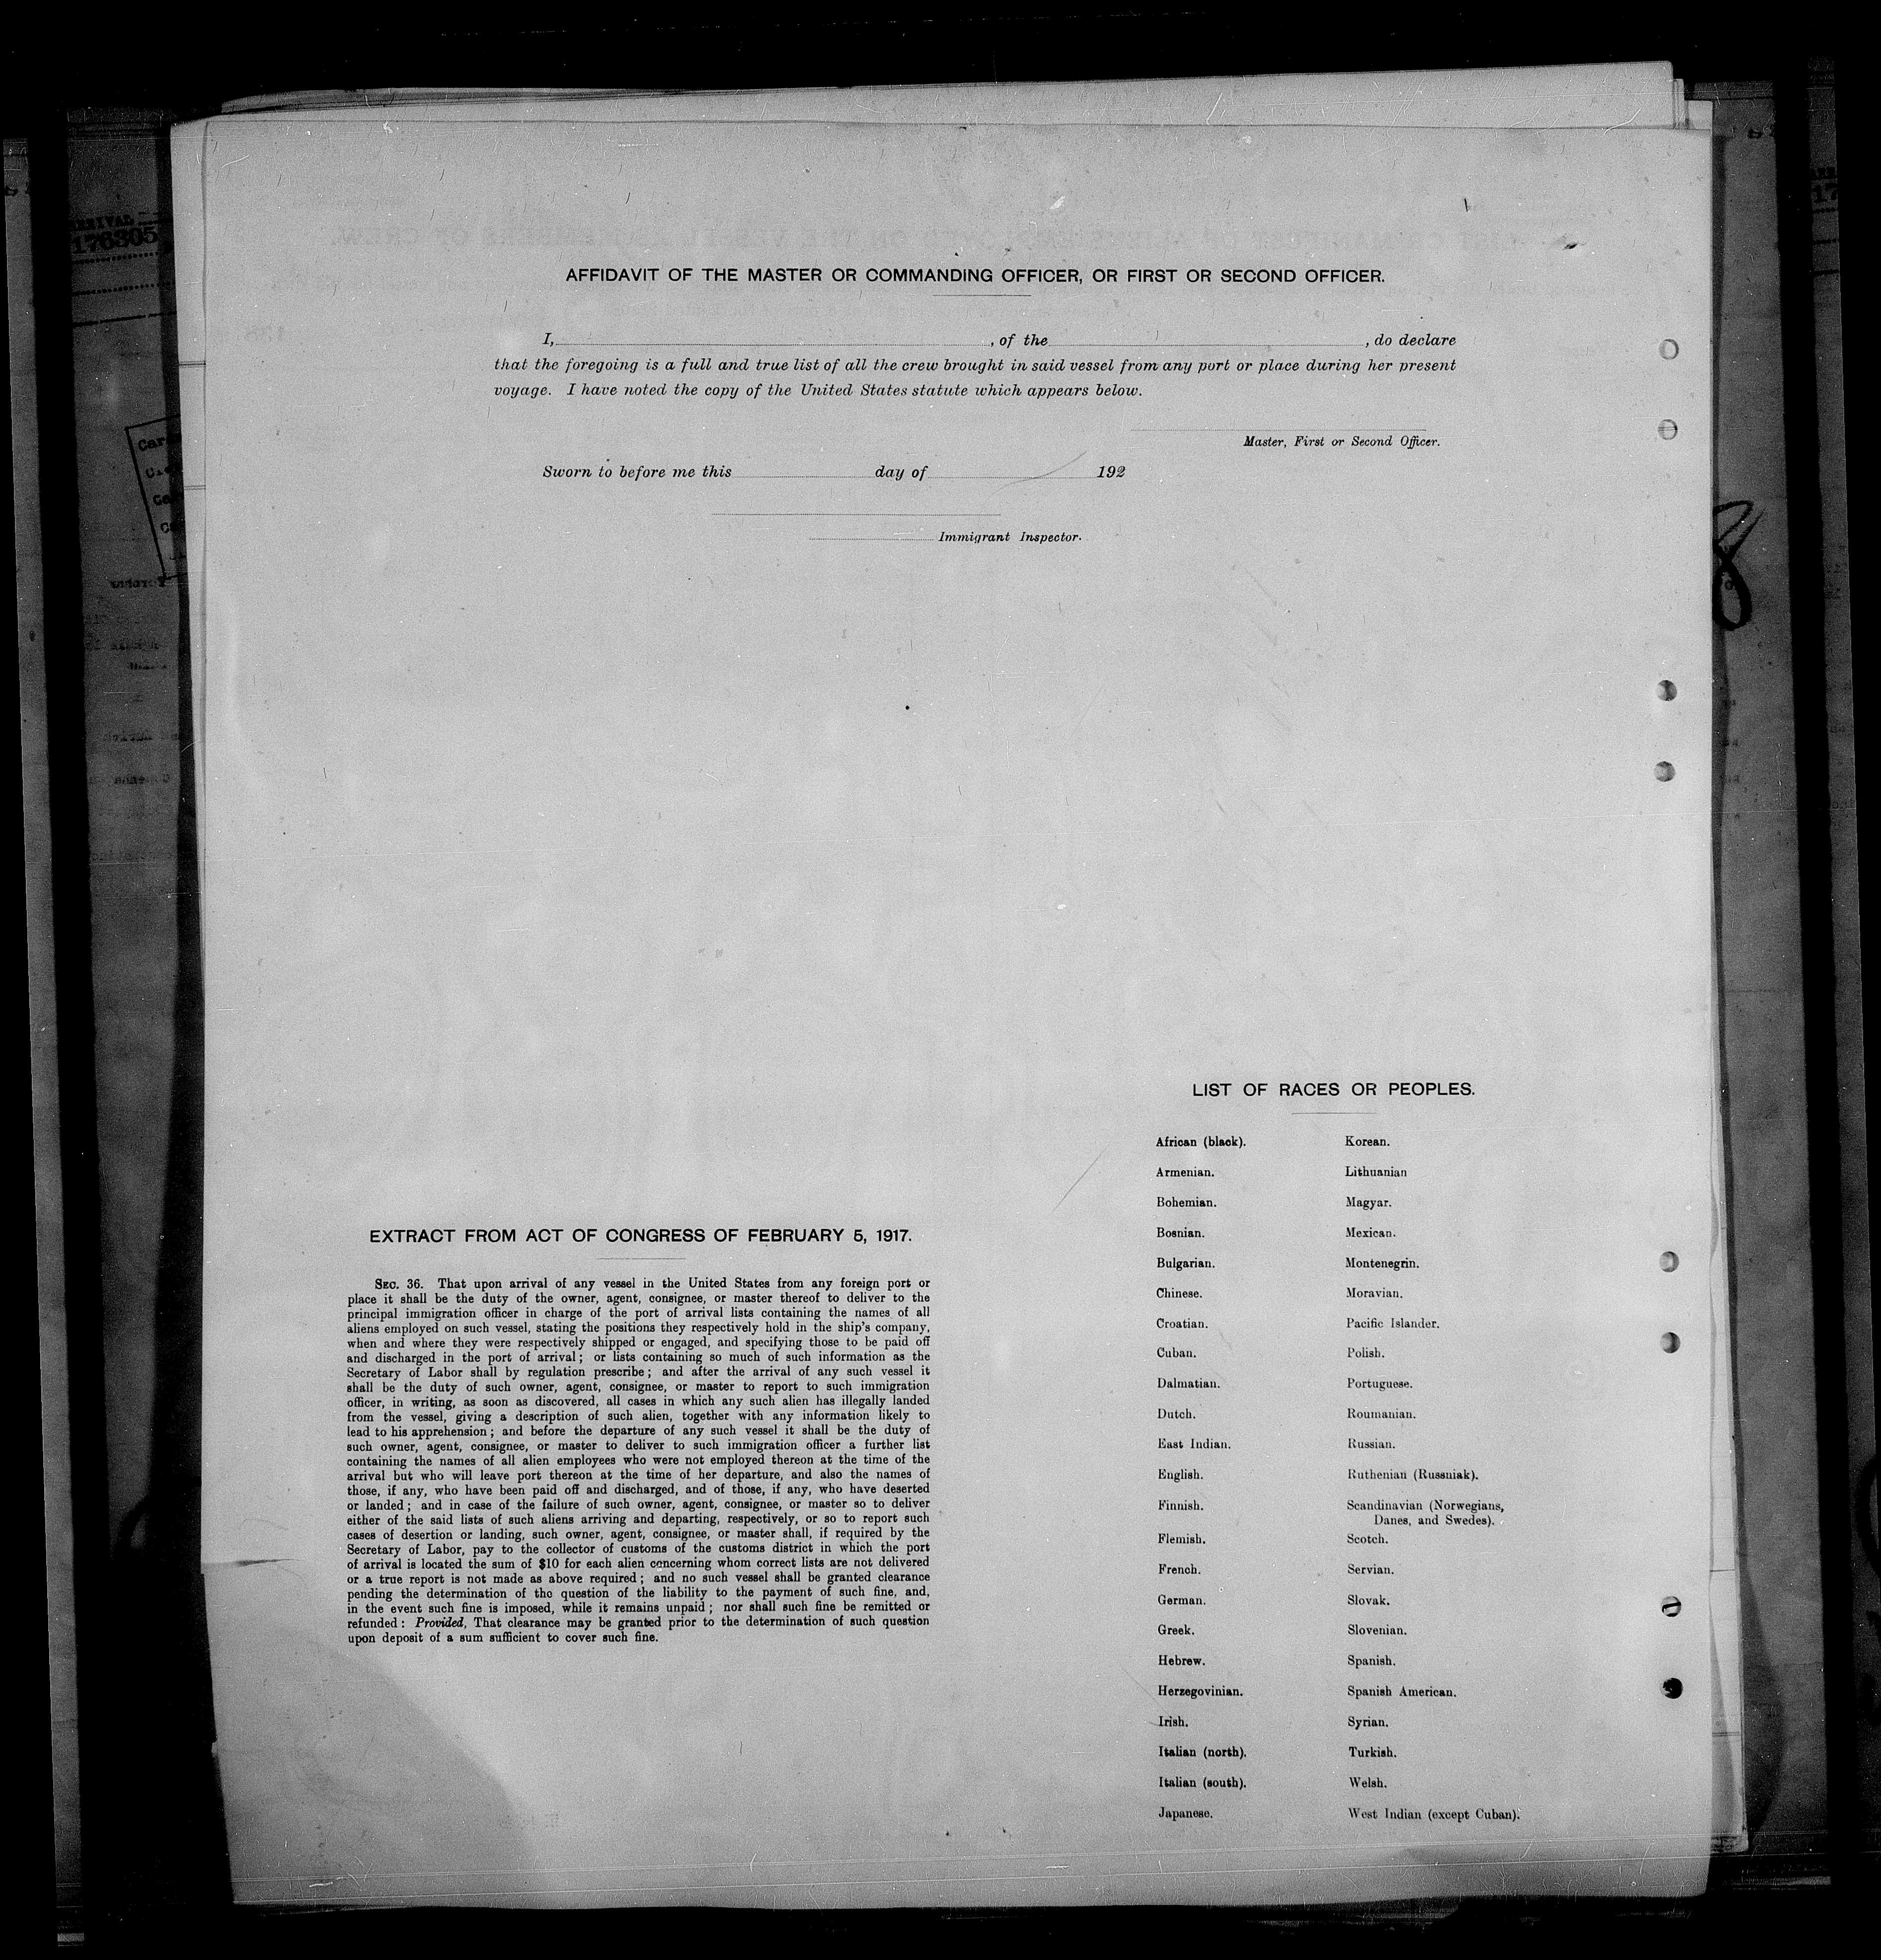 AFFIDAVIT OF THE MASTER OR COMMANDING OFFICER, OR FIRST OR SECOND OFFICER.
I, , of the , do declare
that the foregoing is a full and true list of all the crew brought in said vessel from any port or place during her present
voyage. I have noted the copy of the United States statute which appears below.
Master, First or Second Officer.
Sworn to before me this day of 192
Immigrant Inspector.
176305
8
EXTRACT FROM ACT OF CONGRESS OF FEBRUARY 5, 1917.
SEC. 36. That upon arrival of any vessel in the United States from any foreign port or
place it shall be the duty of the owner, agent, consignee, or master thereof to deliver to the
principal immigration officer in charge of the port of arrival lists containing the names of all
aliens employed on such vessel, stating the positions they respectively hold in the ship's company,
when and where they were respectively shipped or engaged, and specifying those to be paid off
and discharged in the port of arrival; or lists containing so much of such information as the
Secretary of Labor shall by regulation prescribe; and after the arrival of any such vessel it
shall be the duty of such owner, agent, consignee, or master to report to such immigration
officer, in writing, as soon as discovered, all cases in which any such alien has illegally landed
from the vessel, giving a description of such alien, together with any information likely to
lead to his apprehension; and before the departure of any such vessel it shall be the duty of
such owner, agent, consignee, or master to deliver to such immigration officer a further list
containing the names of all alien employees who were not employed thereon at the time of the
arrival but who will leave port thereon at the time of her departure, and also the names of
those, if any, who have been paid off and discharged, and of those, if any, who have deserted
or landed; and in case of the failure of such owner, agent, consignee, or master so to deliver
either of the said lists of such aliens arriving and departing, respectively, or so to report such
cases of desertion or landing, such owner, agent, consignee, or master shall, if required by the
Secretary of Labor, pay to the collector of customs of the customs district in which the port
of arrival is located the sum of $10 for each alien concerning whom correct lists are not delivered
or a true report is not made as above required; and no such vessel shall be granted clearance
pending the determination of the question of the liability to the payment of such fine, and,
in the event such fine is imposed, while it remains unpaid; nor shall such fine be remitted or
refunded: Provided, That clearance may be granted prior to the determination of such question
upon deposit of a sum sufficient to cover such fine.
LIST OF RACES OR PEOPLES.
African (black).
Armenian.
Bohemian.
Bosnian.
Bulgarian.
Chinese.
Croatian.
Cuban.
Dalmatian.
Dutch.
East Indian.
English.
Finnish.
Flemish.
French.
German.
Greek.
Hebrew.
Herzegovinian.
Irish.
Italian (north).
Italian (south).
Japanese.
Korean.
Lithuanian
Magyar.
Mexican.
Montenegrin.
Moravian.
Pacific Islander.
Polish.
Portuguese.
Roumanian.
Russian.
Ruthenian (Russniak).
Scandinavian (Norwegians,
Danes, and Swedes).
Scotch.
Servian.
Slovak.
Slovenian.
Spanish.
Spanish American.
Syrian.
Turkish.
Welsh.
West Indian (except Cuban).